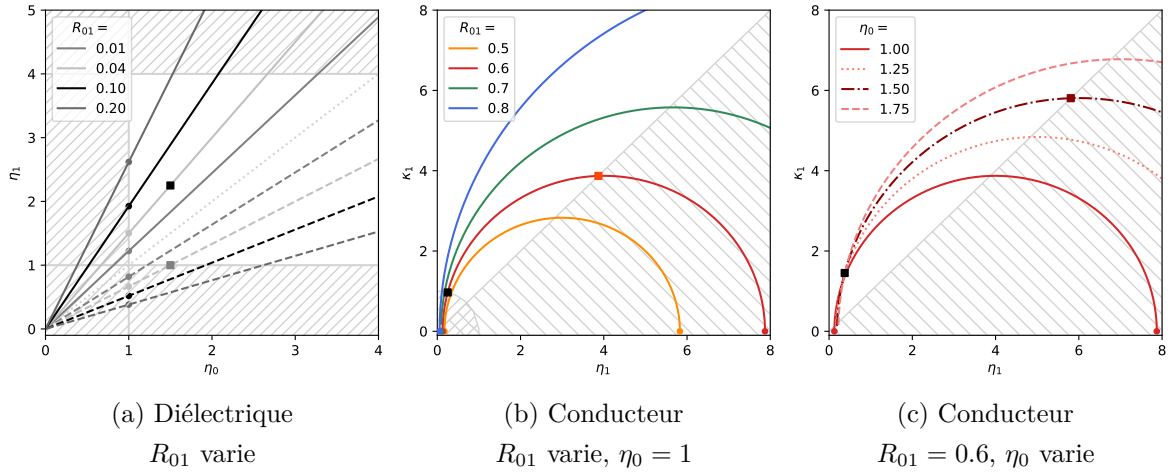 R₀₁ =
0.01
0.04
0.10
0.20
5
4
3
2
1
0
η₁
0 1 2 3 4
η₀
R₀₁ =
0.5
0.6
0.7
0.8
8
6
4
2
0
κ₁
0 2 4 6 8
η₁
η₀ =
1.00
1.25
1.50
1.75
8
6
4
2
0
κ₁
0 2 4 6 8
η₁
(a) Diélectrique
R₀₁ varie
(b) Conducteur
R₀₁ varie, η₀ = 1
(c) Conducteur
R₀₁ = 0.6, η₀ varie